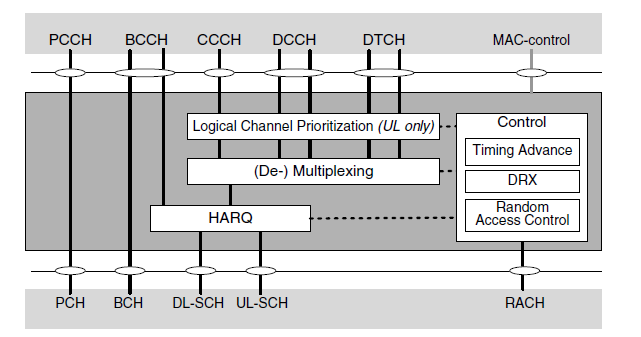 PCCH BCCH CCCH DCCH DTCH MAC-control
Logical Channel Prioritization (UL only)
Control
Timing Advance
(De-) Multiplexing
DRX
Random
Access Control
HARQ
PCH BCH DL-SCH UL-SCH RACH